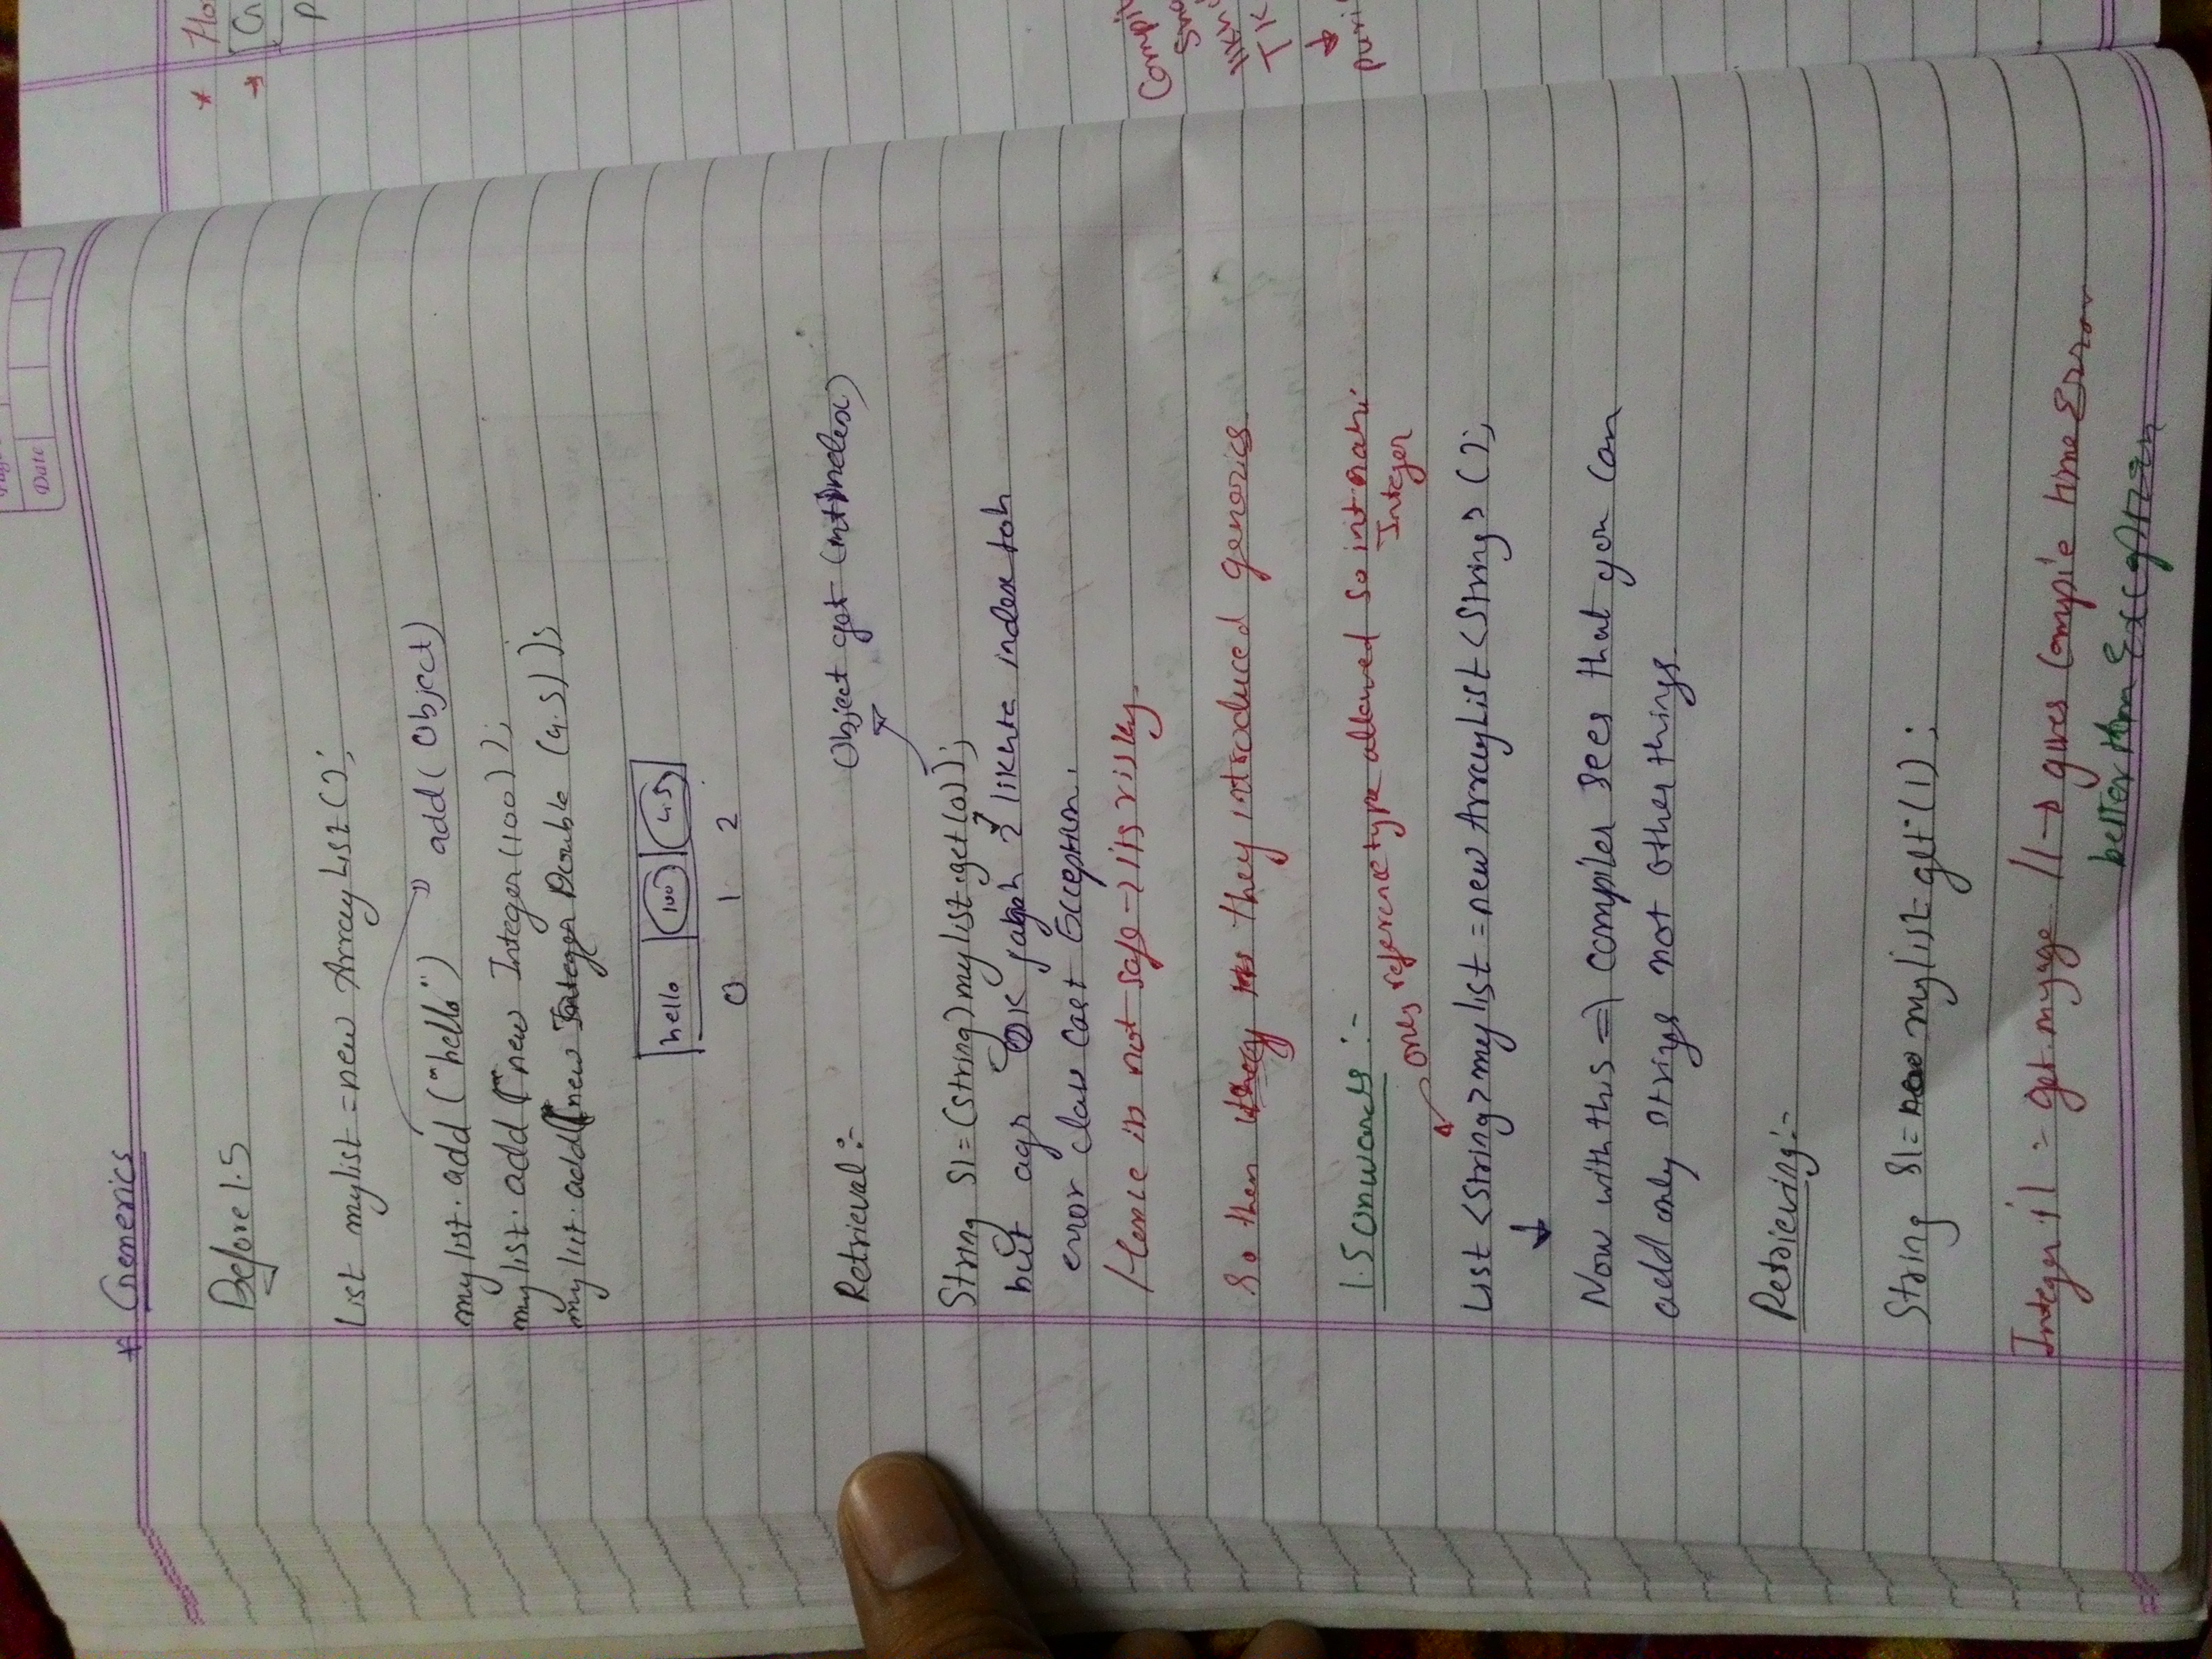 Date
* Generics
Before 1.5
List mylist = new ArrayList();
mylist.add("hello") add(Object)
mylist.add("new Integer(100));
mylist.add(new Integer Double (4.5));
hello 100 4.5
0 1 2
Retrieval:-
Object get (int index)
String S1 = (string)mylist.get(0));
but agr 0 K jagah 2 likhte index toh
error class cast Exception.
Hence its not safe → its risky
So then they introduced generics
1.5 onwards :-
only reference type allowed so int nahi
Integer
List <String> mylist = new ArrayList <String> ();
↓
Now with this ⇒ compiler sees that you can
add only strings not other things.
Retrieving:-
String S1 = new mylist.get(1);
Integer i1 = get.myage // → gives compile time Error
better than Exception
* Ho
→ G
P
Compil
likh
TK
↓